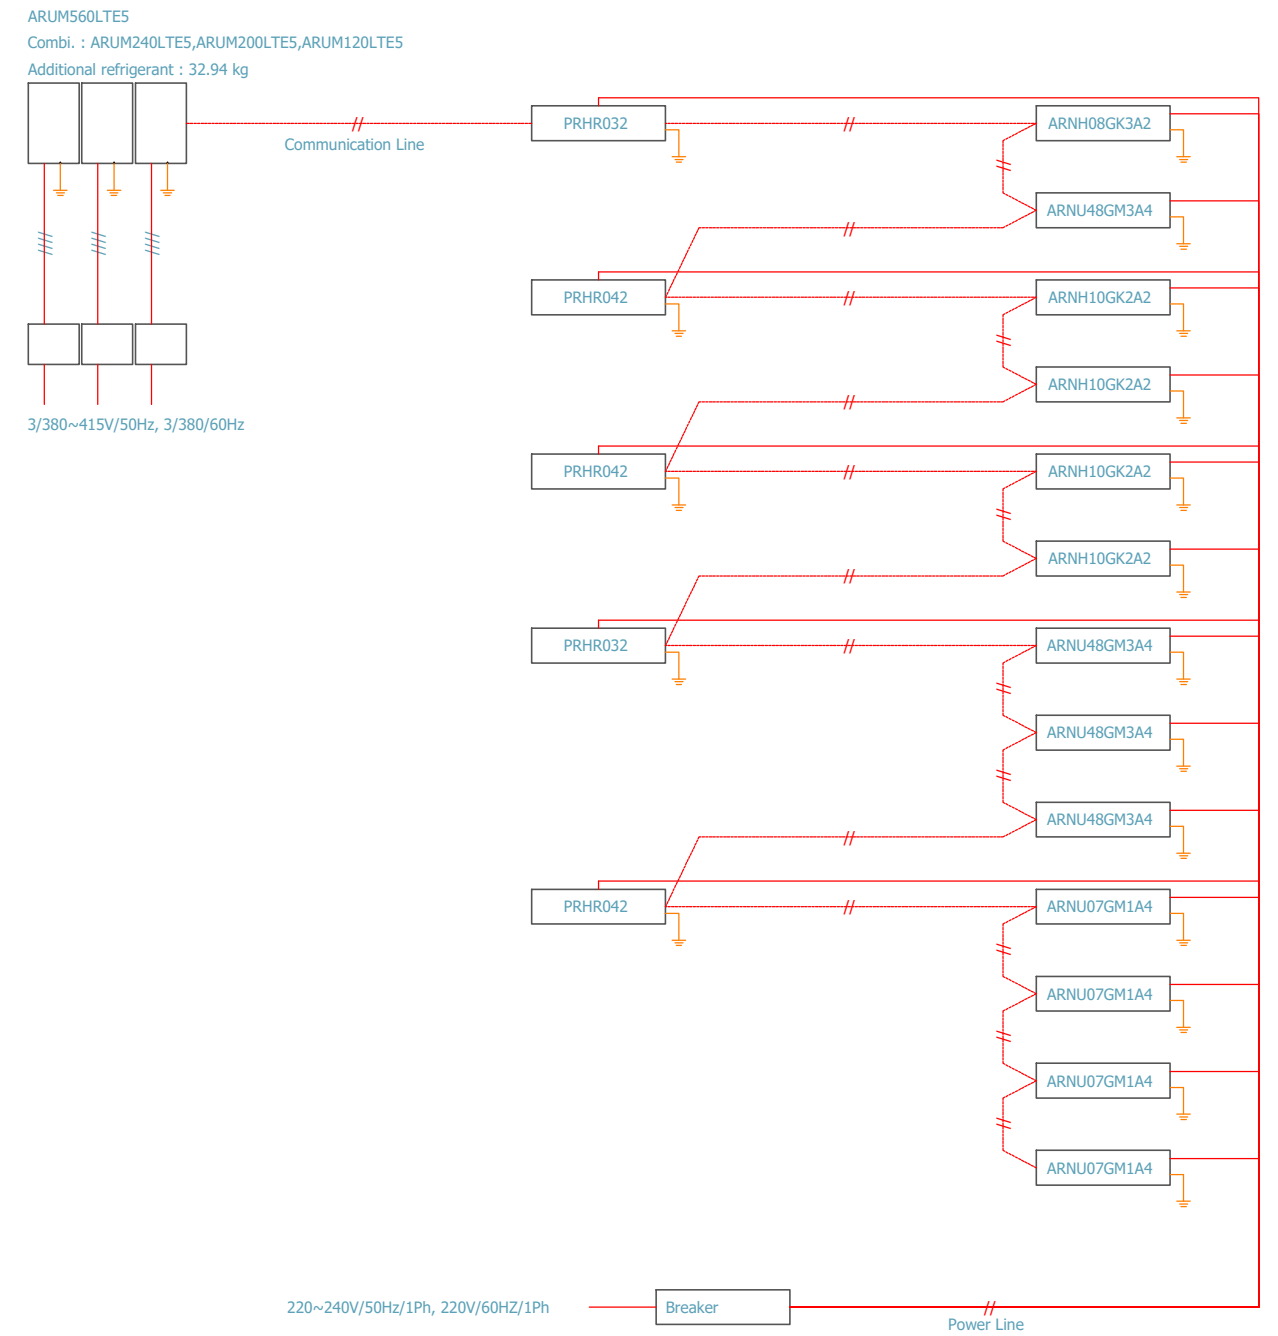 ARUM560LTE5
Combi. : ARUM240LTE5,ARUM200LTE5,ARUM120LTE5
Additional refrigerant : 32.94 kg
Communication Line
3/380~415V/50Hz, 3/380/60Hz
PRHR032
ARNH08GK3A2
ARNU48GM3A4
PRHR042
ARNH10GK2A2
ARNH10GK2A2
PRHR042
ARNH10GK2A2
ARNH10GK2A2
PRHR032
ARNU48GM3A4
ARNU48GM3A4
ARNU48GM3A4
PRHR042
ARNU07GM1A4
ARNU07GM1A4
ARNU07GM1A4
ARNU07GM1A4
220~240V/50Hz/1Ph, 220V/60HZ/1Ph
Breaker
Power Line